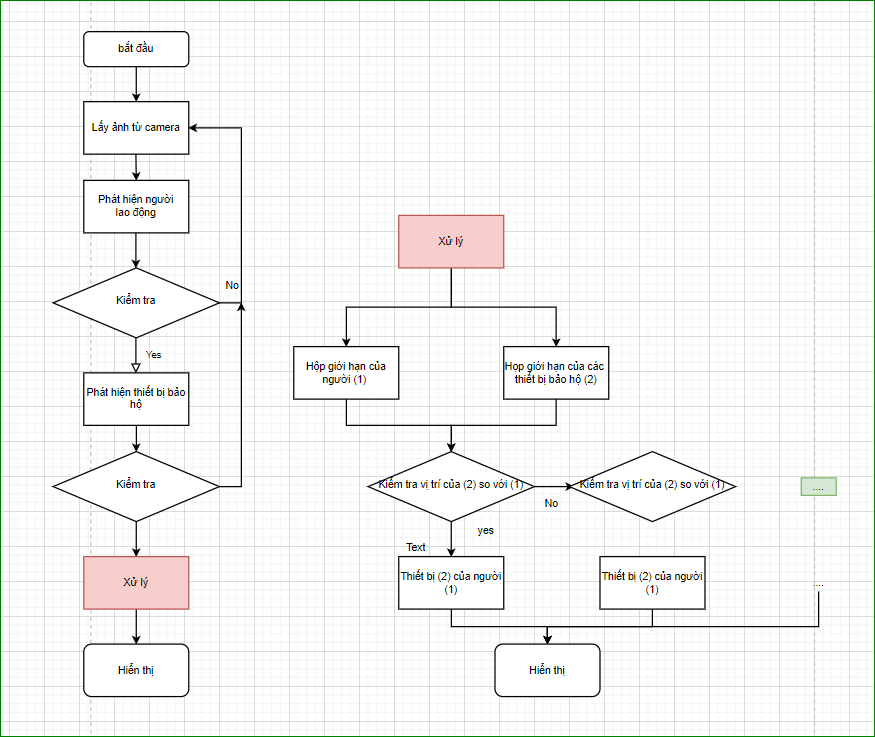 bắt đầu
Lấy ảnh từ camera
Phát hiện người
lao động
Kiểm tra
No
Yes
Phát hiện thiết bị bảo
hộ
Kiểm tra
Xử lý
Hiển thị
Xử lý
Hộp giới hạn của
người (1)
Họp giới hạn của các
thiết bị bảo hộ (2)
Kiểm tra vị trí của (2) so với (1)
No
Kiểm tra vị trí của (2) so với (1)
....
yes
Text
Thiết bị (2) của người
(1)
Thiết bị (2) của người
(1)
....
Hiển thị